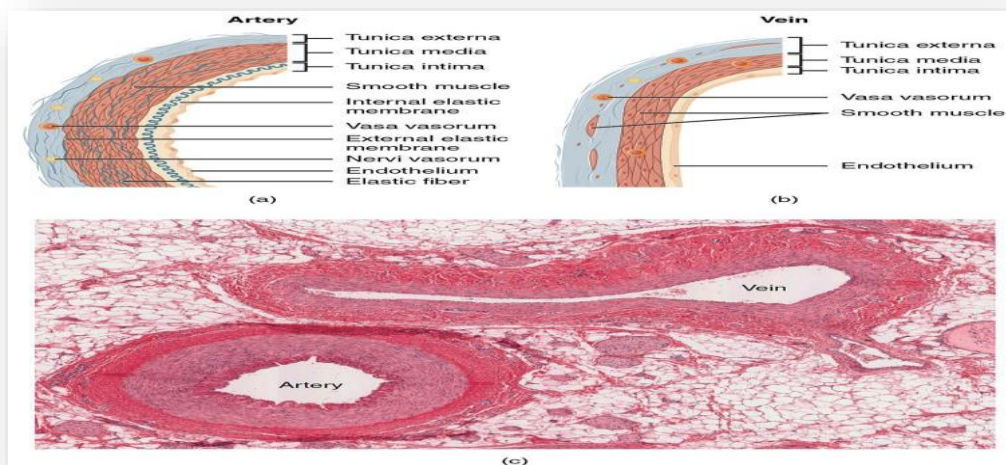 Artery
Tunica externa
Tunica media
Tunica intima
Smooth muscle
Internal elastic
membrane
Vasa vasorum
External elastic
membrane
Nervi vasorum
Endothelium
Elastic fiber
(a)
Vein
Tunica externa
Tunica media
Tunica intima
Vasa vasorum
Smooth muscle
Endothelium
(b)
Vein
Artery
(c)